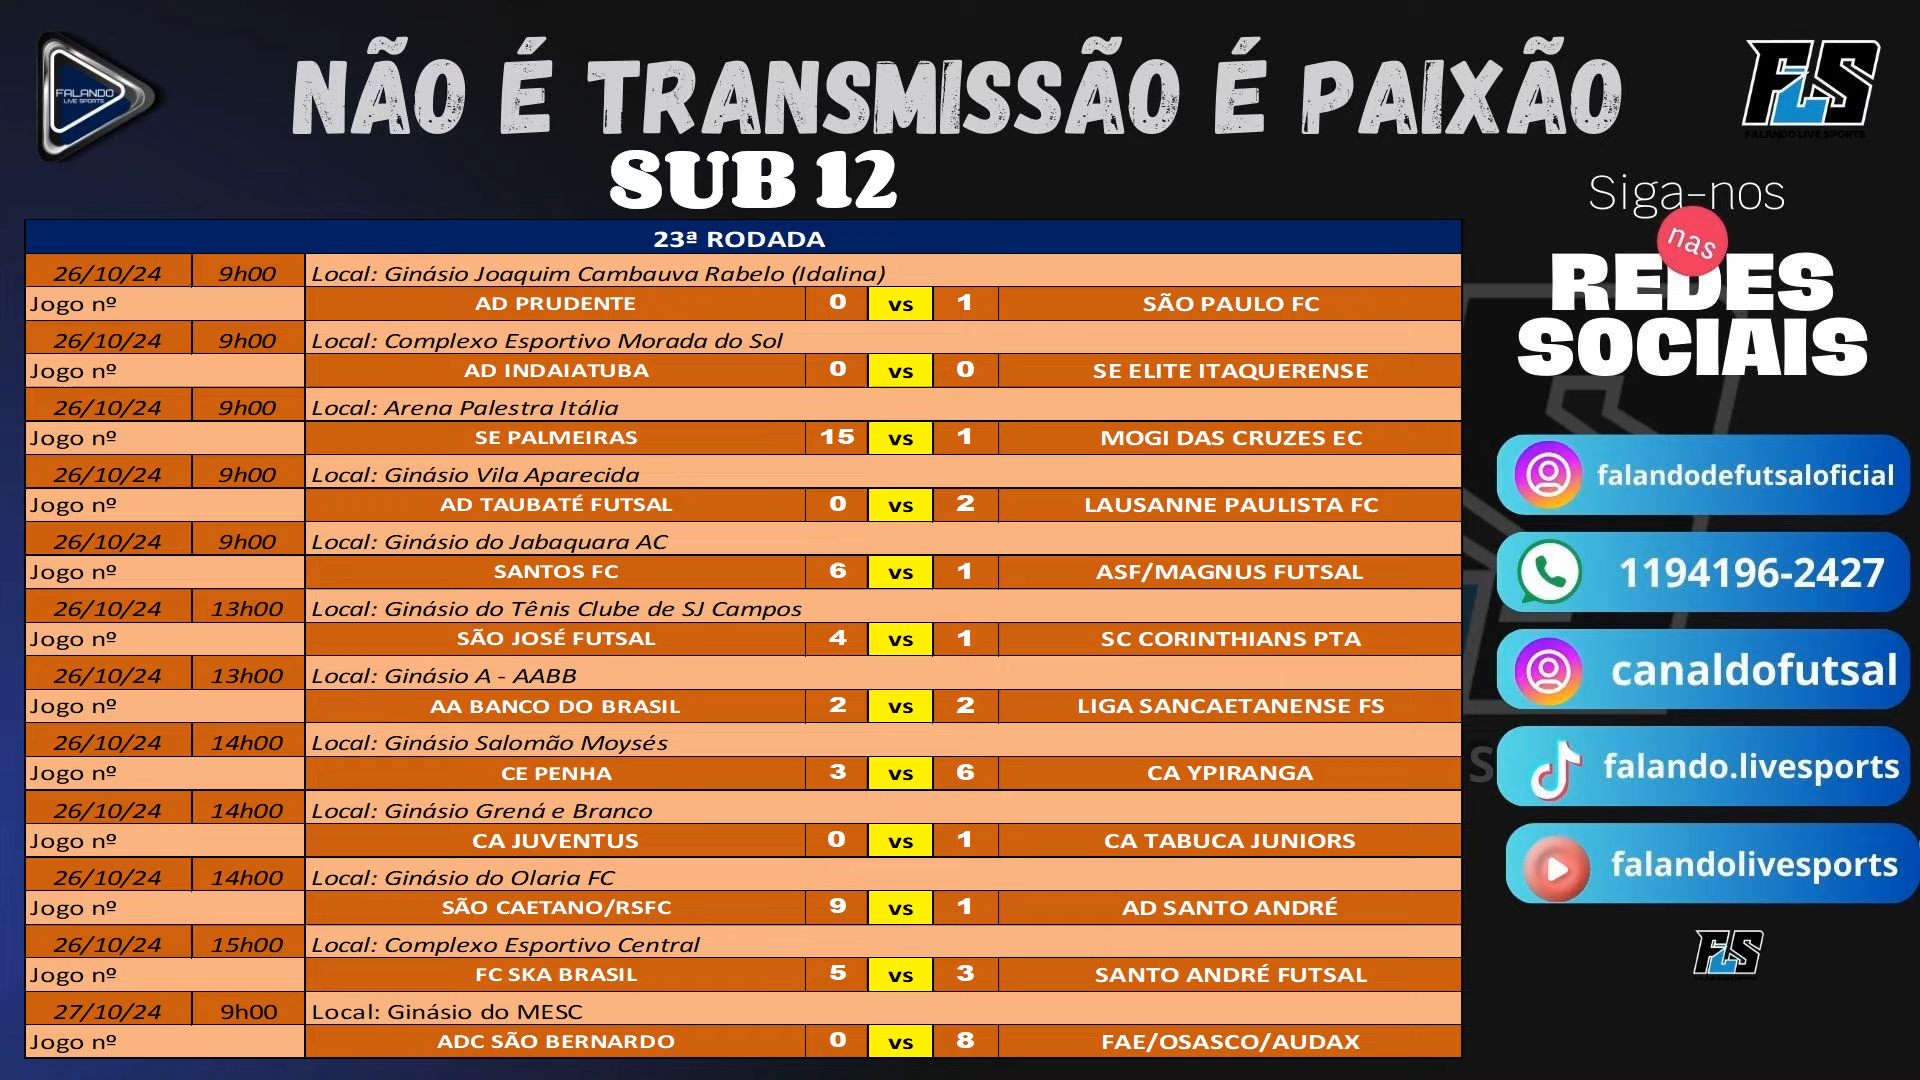 FALANDO
LIVE SPORTS
NÃO É TRANSMISSÃO É PAIXÃO
FLS
FALANDO LIVE SPORTS
SUB 12
Siga-nos
nas
REDES
SOCIAIS
23ª RODADA
26/10/24 9h00 Local: Ginásio Joaquim Cambauva Rabelo (Idalina)
Jogo nº AD PRUDENTE 0 vs 1 SÃO PAULO FC
26/10/24 9h00 Local: Complexo Esportivo Morada do Sol
Jogo nº AD INDAIATUBA 0 vs 0 SE ELITE ITAQUERENSE
26/10/24 9h00 Local: Arena Palestra Itália
Jogo nº SE PALMEIRAS 15 vs 1 MOGI DAS CRUZES EC
26/10/24 9h00 Local: Ginásio Vila Aparecida
Jogo nº AD TAUBATÉ FUTSAL 0 vs 2 LAUSANNE PAULISTA FC
26/10/24 9h00 Local: Ginásio do Jabaquara AC
Jogo nº SANTOS FC 6 vs 1 ASF/MAGNUS FUTSAL
26/10/24 13h00 Local: Ginásio do Tênis Clube de SJ Campos
Jogo nº SÃO JOSÉ FUTSAL 4 vs 1 SC CORINTHIANS PTA
26/10/24 13h00 Local: Ginásio A - AABB
Jogo nº AA BANCO DO BRASIL 2 vs 2 LIGA SANCAETANENSE FS
26/10/24 14h00 Local: Ginásio Salomão Moysés
Jogo nº CE PENHA 3 vs 6 CA YPIRANGA
26/10/24 14h00 Local: Ginásio Grená e Branco
Jogo nº CA JUVENTUS 0 vs 1 CA TABUCA JUNIORS
26/10/24 14h00 Local: Ginásio do Olaria FC
Jogo nº SÃO CAETANO/RSFC 9 vs 1 AD SANTO ANDRÉ
26/10/24 15h00 Local: Complexo Esportivo Central
Jogo nº FC SKA BRASIL 5 vs 3 SANTO ANDRÉ FUTSAL
27/10/24 9h00 Local: Ginásio do MESC
Jogo nº ADC SÃO BERNARDO 0 vs 8 FAE/OSASCO/AUDAX
falandodefutsaloficial
1194196-2427
canaldofutsal
S
falando.livesports
falandolivesports
FLS